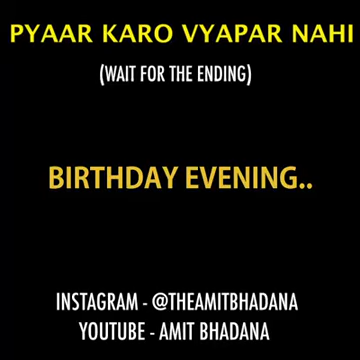 PYAAR KARO VYAPAR NAHI
(WAIT FOR THE ENDING)
BIRTHDAY EVENING..
INSTAGRAM - @THEAMITBHADANA
YOUTUBE - AMIT BHADANA